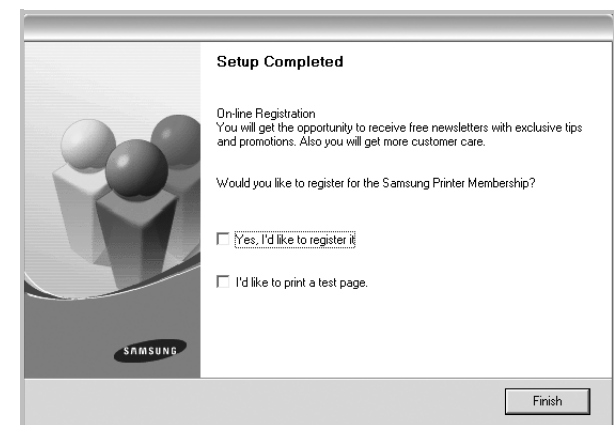 Setup Completed
On-line Registration
You will get the opportunity to receive free newsletters with exclusive tips
and promotions. Also you will get more customer care.
Would you like to register for the Samsung Printer Membership?
Yes, I'd like to register it
I'd like to print a test page.
SAMSUNG
Finish